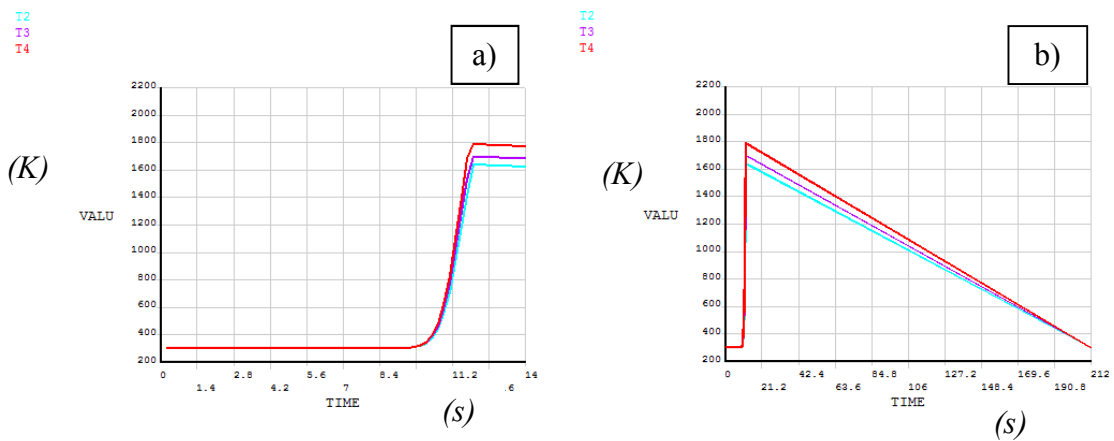 T2
T3
T4
a)
2200
2000
1800
1600
1400
1200
1000
800
600
400
200
(K)
VALU
0 2.8 5.6 8.4 11.2 14
1.4 4.2 7 .6
TIME
(s)
T2
T3
T4
b)
2200
2000
1800
1600
1400
1200
1000
800
600
400
200
(K)
VALU
0 42.4 84.8 127.2 169.6 212
21.2 63.6 106 148.4 190.8
TIME
(s)